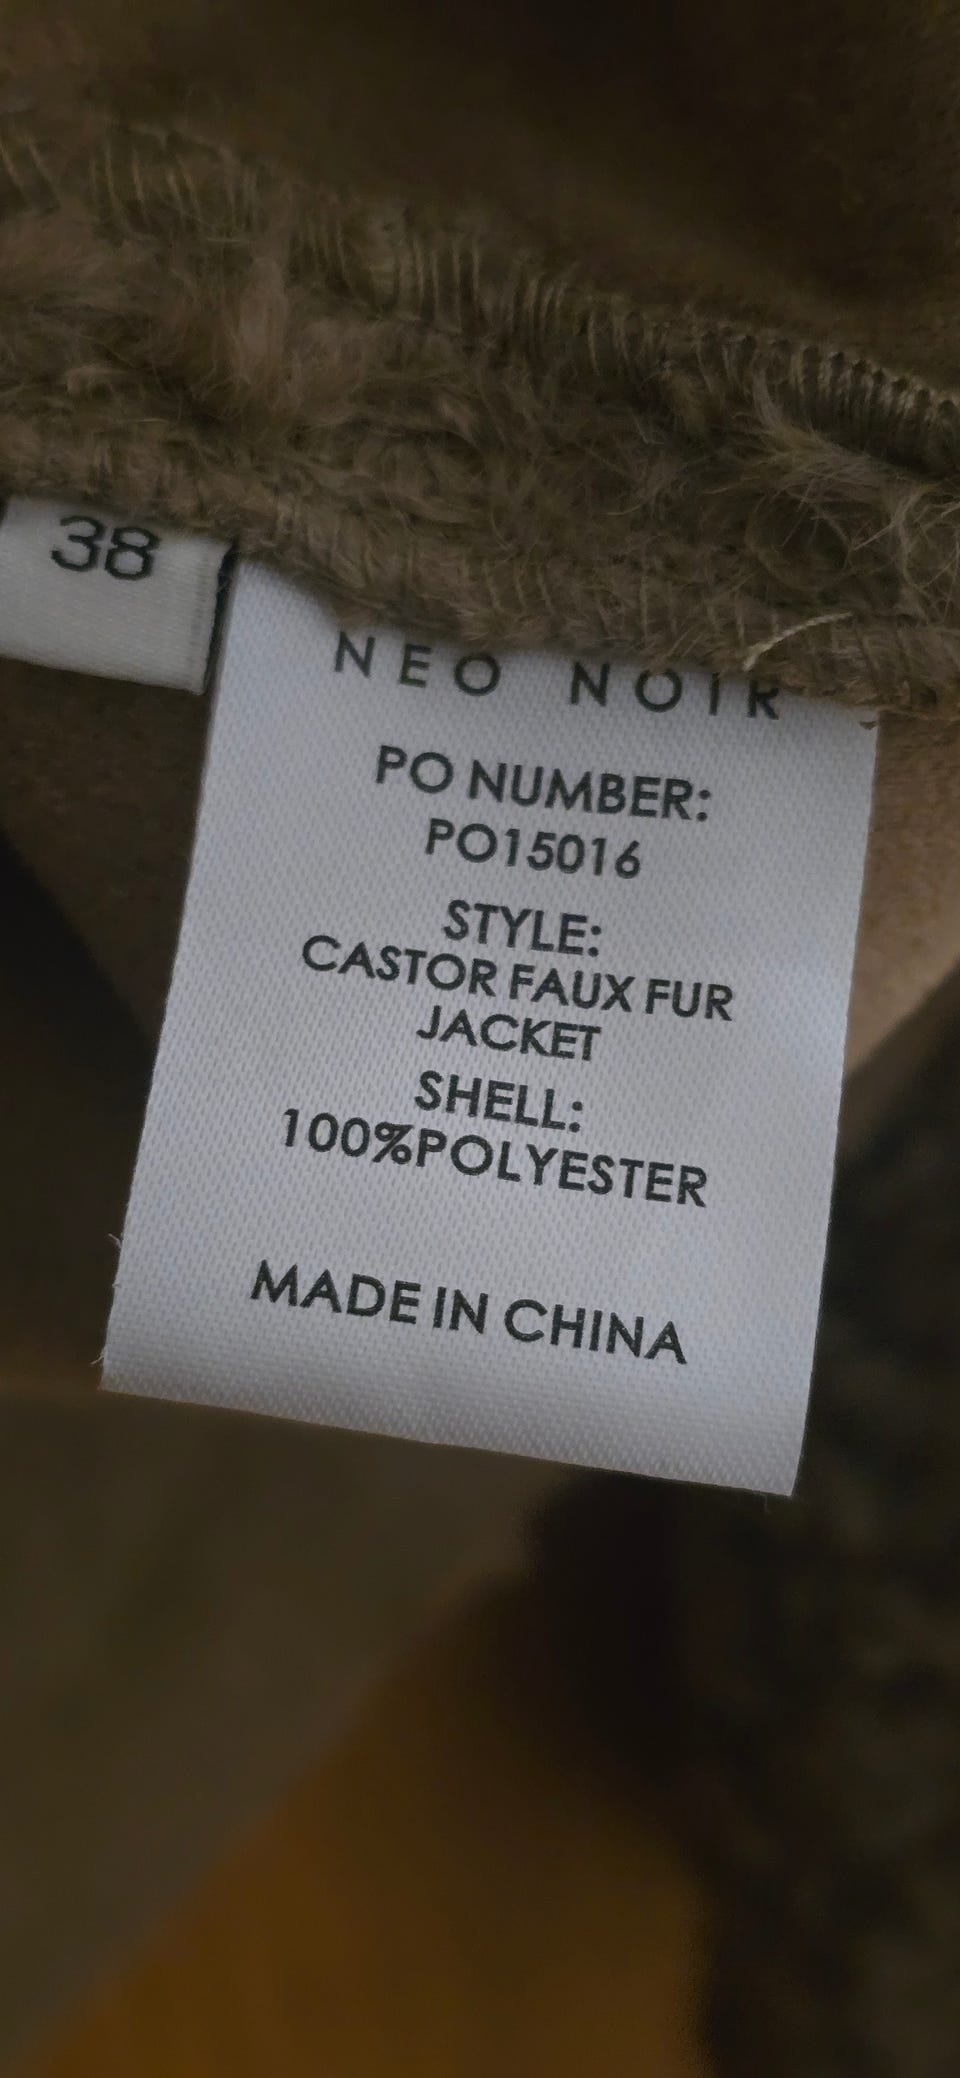 38
NEO NOIR
PO NUMBER:
PO15016
STYLE:
CASTOR FAUX FUR
JACKET
SHELL:
100%POLYESTER
MADE IN CHINA